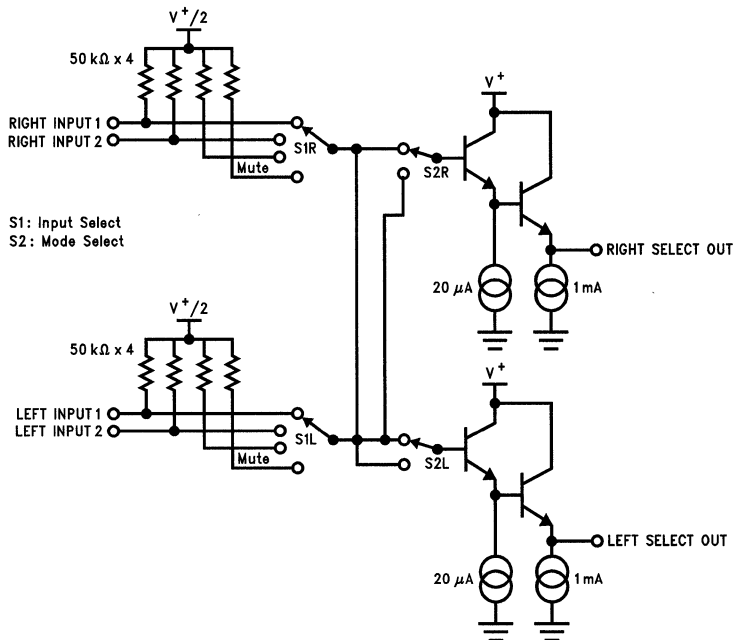 V⁺/2
50 kΩ x 4
RIGHT INPUT 1
RIGHT INPUT 2
Mute
S1R
S2R
V⁺
20 µA
1 mA
RIGHT SELECT OUT
S1: Input Select
S2: Mode Select
V⁺/2
50 kΩ x 4
LEFT INPUT 1
LEFT INPUT 2
Mute
S1L
S2L
V⁺
20 µA
1 mA
LEFT SELECT OUT